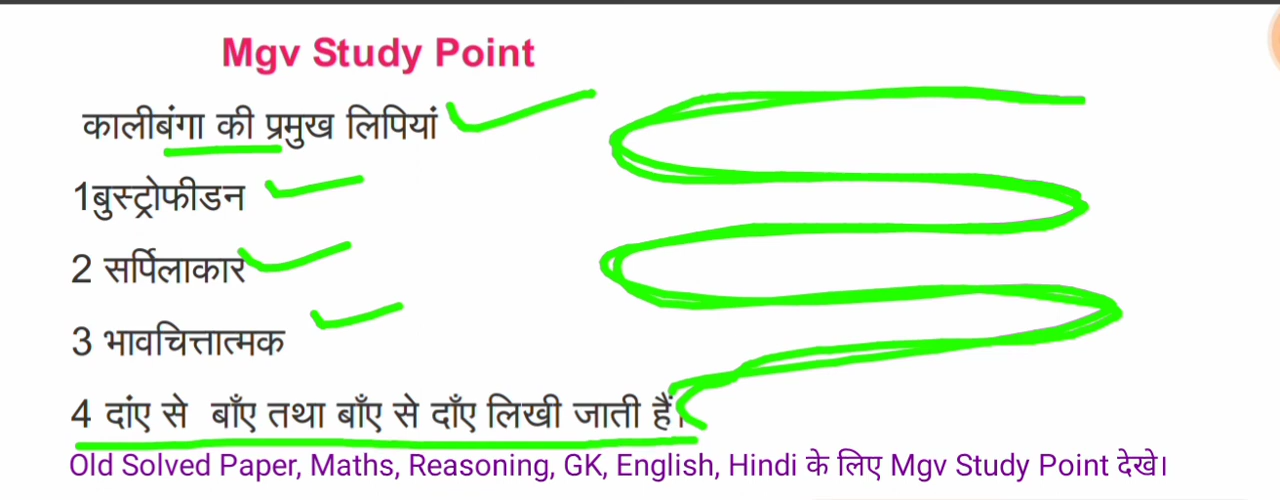 Mgv Study Point
कालीबंगा की प्रमुख लिपियां
1बुस्ट्रोफीडन
2 सर्पिलाकार
3 भावचित्तात्मक
4 दांए से बाँए तथा बाँए से दाँए लिखी जाती हैं।
Old Solved Paper, Maths, Reasoning, GK, English, Hindi के लिए Mgv Study Point देखे।